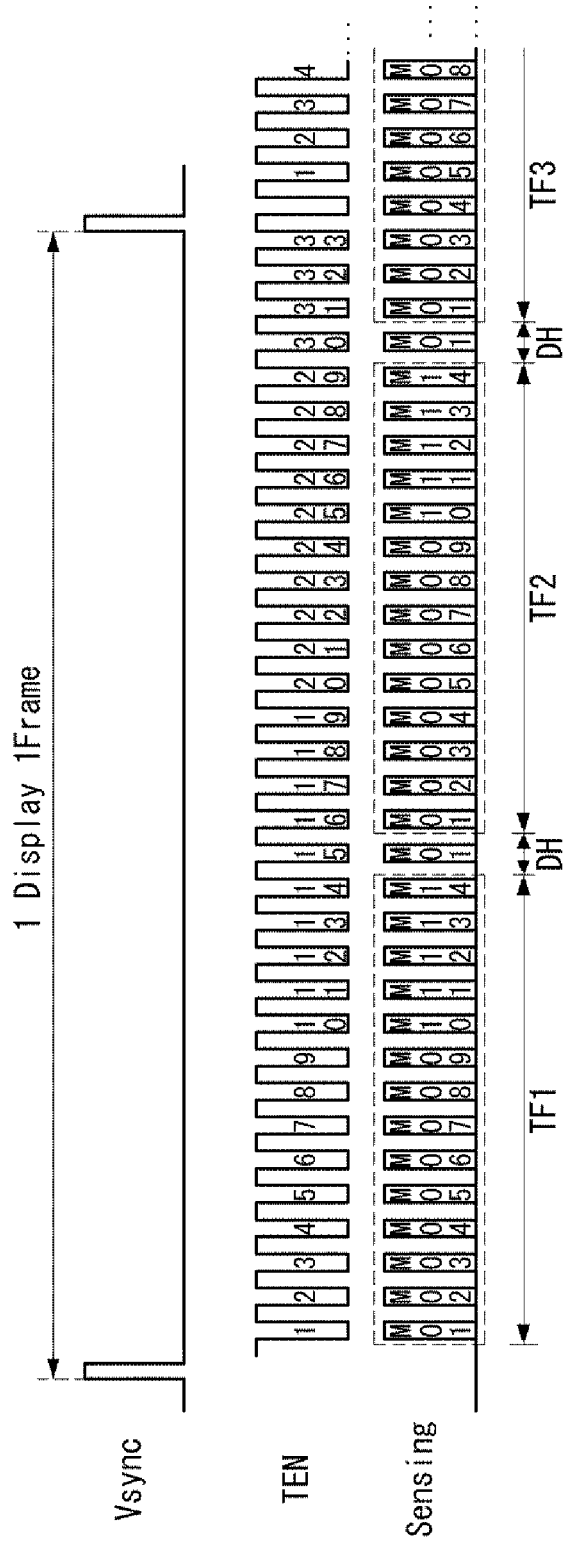 1 Display 1Frame
Vsync
TEN 1 2 3 4 5 6 7 8 9 10 11 12 13 14 15 16 17 18 19 20 21 22 23 24 25 26 27 28 29 30 31 32 33 1 2 3 4 ...
Sensing M01 M02 M03 M04 M05 M06 M07 M08 M09 M10 M11 M12 M13 M14 M01 M01 M02 M03 M04 M05 M06 M07 M08 M09 M10 M11 M12 M13 M14 M01 M01 M02 M03 M04 M05 M06 M07 M08 ...
TF1 DH TF2 DH TF3